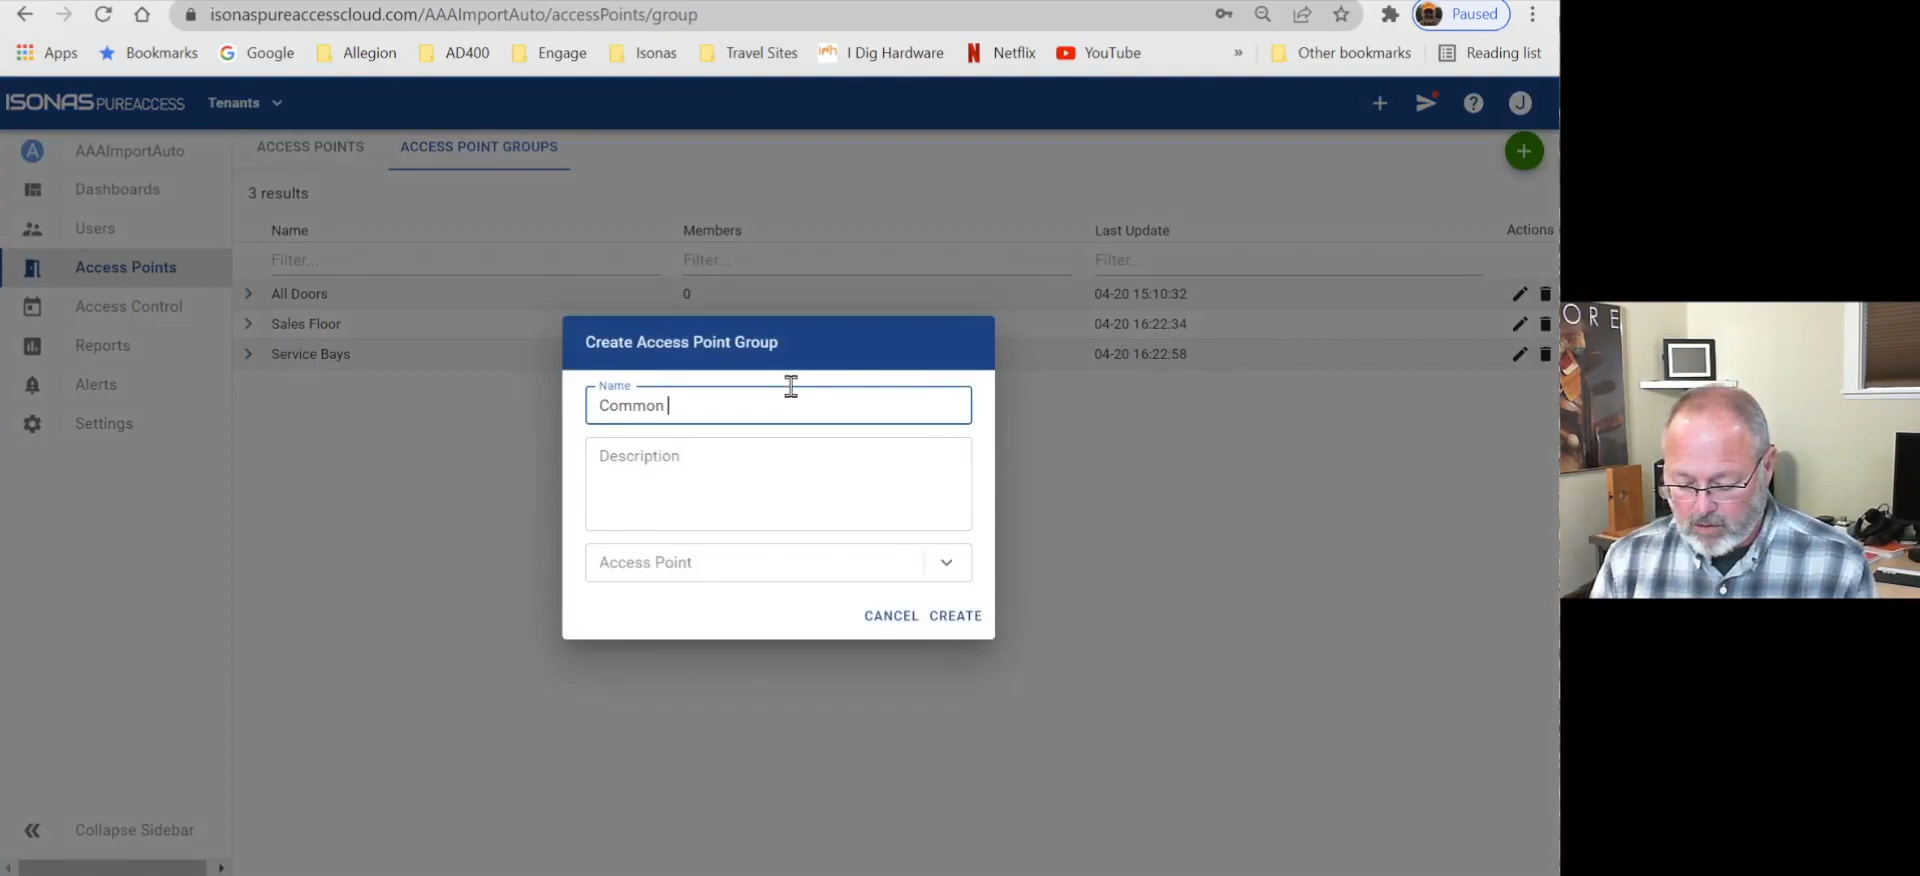 isonaspureaccesscloud.com/AAAImportAuto/accessPoints/group
Paused
Apps
Bookmarks
Google
Allegion
AD400
Engage
Isonas
Travel Sites
idh
I Dig Hardware
Netflix
YouTube
»
Other bookmarks
Reading list
ISONAS PUREACCESS
Tenants
J
A AAAImportAuto
Dashboards
Users
Access Points
Access Control
Reports
Alerts
Settings
Collapse Sidebar
ACCESS POINTS
ACCESS POINT GROUPS
3 results
Name Members Last Update Actions
Filter... Filter... Filter...
All Doors 0 04-20 15:10:32
Sales Floor 04-20 16:22:34
Service Bays 04-20 16:22:58
Create Access Point Group
Name
Common
Description
Access Point
CANCEL CREATE
ORE